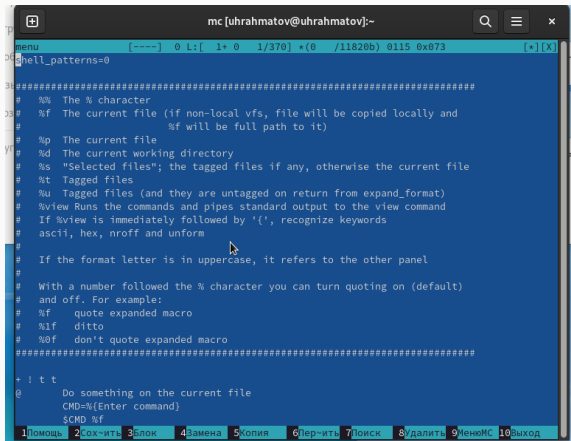 mc [uhrahmatov@uhrahmatov]:~
menu [----] 0 L:[ 1+ 0 1/370] *(0 /11820b) 0115 0x073 [*][X]
shell_patterns=0
##############################################################################
# %% The % character
# %f The current file (if non-local vfs, file will be copied locally and
# %f will be full path to it)
# %p The current file
# %d The current working directory
# %s "Selected files"; the tagged files if any, otherwise the current file
# %t Tagged files
# %u Tagged files (and they are untagged on return from expand_format)
# %view Runs the commands and pipes standard output to the view command
# If %view is immediately followed by '{', recognize keywords
# ascii, hex, nroff and unform
#
# If the format letter is in uppercase, it refers to the other panel
#
# With a number followed the % character you can turn quoting on (default)
# and off. For example:
# %f quote expanded macro
# %1f ditto
# %0f don't quote expanded macro
##############################################################################
+ ! t t
@ Do something on the current file
CMD=%{Enter command}
$CMD %f
1Помощь 2Сох~ить 3Блок 4Замена 5Копия 6Пер~ить 7Поиск 8Удалить 9МенюMC 10Выход